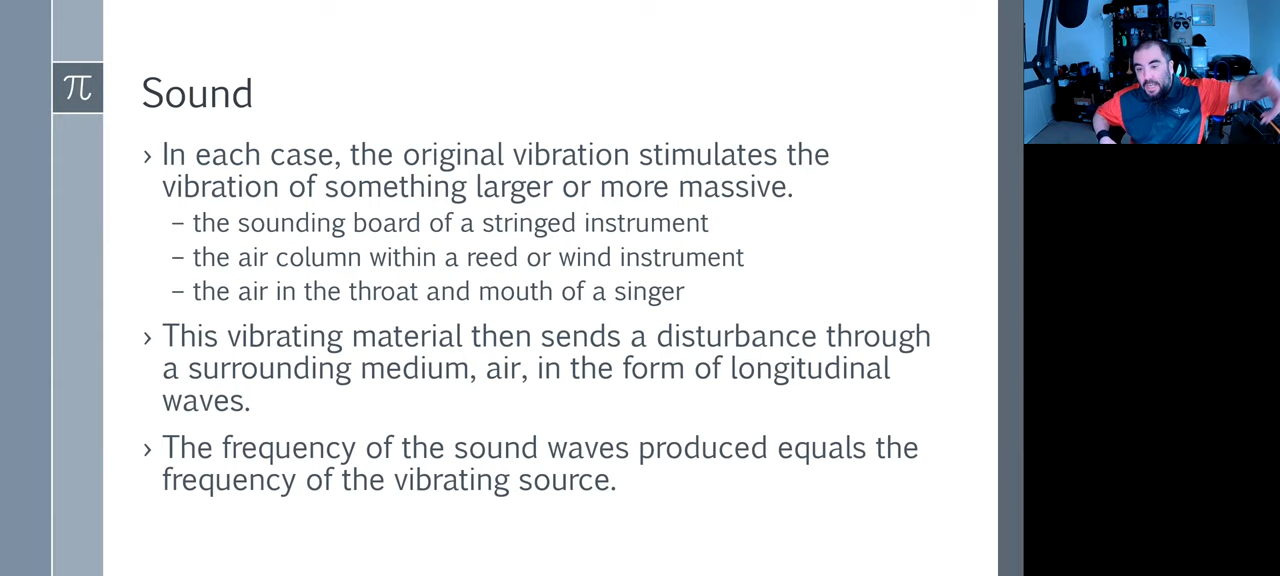 π
Sound
› In each case, the original vibration stimulates the
vibration of something larger or more massive.
– the sounding board of a stringed instrument
– the air column within a reed or wind instrument
– the air in the throat and mouth of a singer
› This vibrating material then sends a disturbance through
a surrounding medium, air, in the form of longitudinal
waves.
› The frequency of the sound waves produced equals the
frequency of the vibrating source.